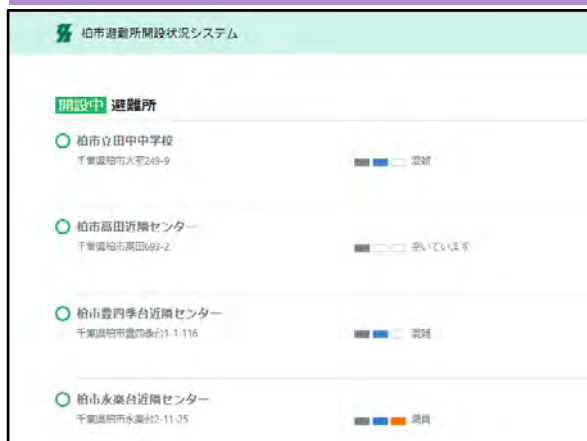 柏市避難所開設状況システム
開設中 避難所
柏市立田中中学校
千葉県柏市大室249-9
混雑
柏市高田近隣センター
千葉県柏市高田693-2
空いています
柏市豊四季台近隣センター
千葉県柏市豊四季台1-1-116
混雑
柏市永楽台近隣センター
千葉県柏市永楽台2-11-25
満員